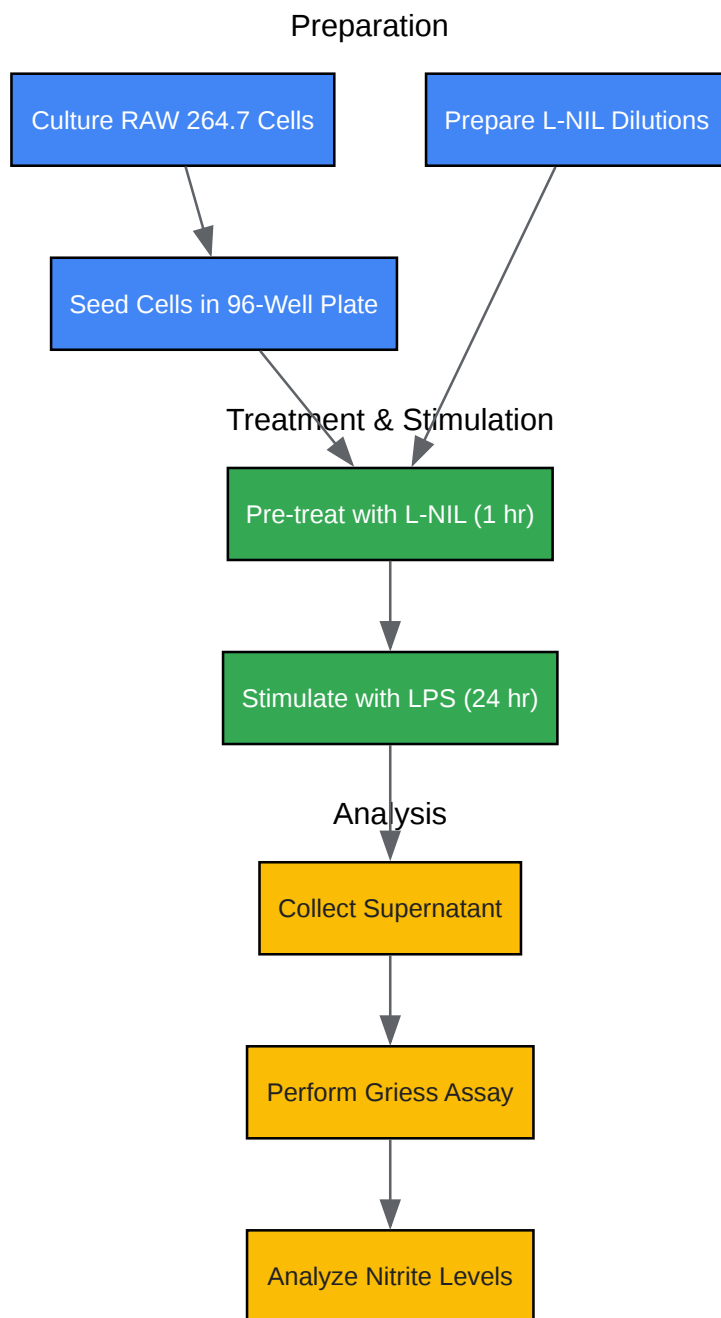 Preparation
Culture RAW 264.7 Cells
Prepare L-NIL Dilutions
Seed Cells in 96-Well Plate
Treatment & Stimulation
Pre-treat with L-NIL (1 hr)
Stimulate with LPS (24 hr)
Analysis
Collect Supernatant
Perform Griess Assay
Analyze Nitrite Levels